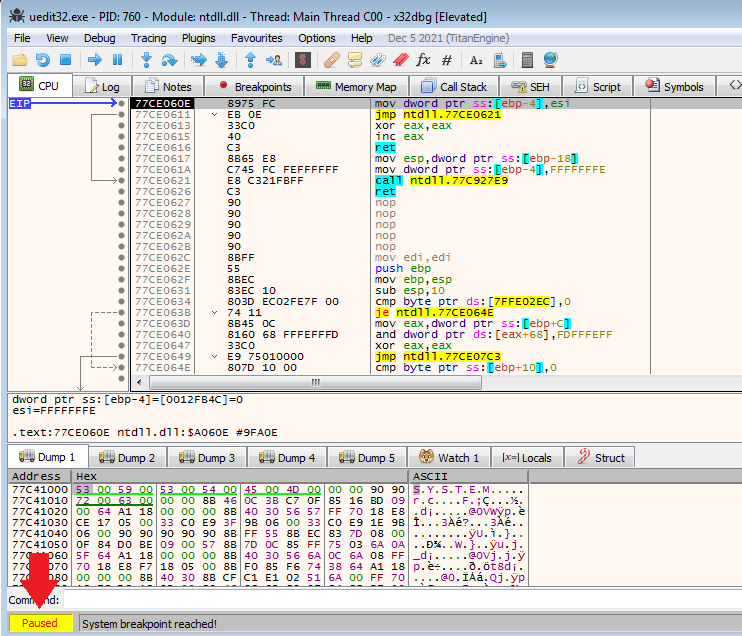 uedit32.exe - PID: 760 - Module: ntdll.dll - Thread: Main Thread C00 - x32dbg [Elevated]
File View Debug Tracing Plugins Favourites Options Help Dec 5 2021 (TitanEngine)
CPU Log Notes Breakpoints Memory Map Call Stack SEH Script Symbols
EIP 77CE060E 8975 FC mov dword ptr ss:[ebp-4],esi
77CE0611 EB 0E jmp ntdll.77CE0621
77CE0613 33C0 xor eax,eax
77CE0615 40 inc eax
77CE0616 C3 ret
77CE0617 8B65 E8 mov esp,dword ptr ss:[ebp-18]
77CE061A C745 FC FEFFFFFF mov dword ptr ss:[ebp-4],FFFFFFFE
77CE0621 E8 C321FBFF call ntdll.77C927E9
77CE0626 C3 ret
77CE0627 90 nop
77CE0628 90 nop
77CE0629 90 nop
77CE062A 90 nop
77CE062B 90 nop
77CE062C 8BFF mov edi,edi
77CE062E 55 push ebp
77CE062F 8BEC mov ebp,esp
77CE0631 83EC 10 sub esp,10
77CE0634 803D EC02FE7F 00 cmp byte ptr ds:[7FFE02EC],0
77CE063B 74 11 je ntdll.77CE064E
77CE063D 8B45 0C mov eax,dword ptr ss:[ebp+C]
77CE0640 8160 68 FFFEFFFD and dword ptr ds:[eax+68],FDFFFEFF
77CE0647 33C0 xor eax,eax
77CE0649 E9 75010000 jmp ntdll.77CE07C3
77CE064E 807D 10 00 cmp byte ptr ss:[ebp+10],0
dword ptr ss:[ebp-4]=[0012FB4C]=0
esi=FFFFFFFE
.text:77CE060E ntdll.dll:$A060E #9FA0E
Dump 1 Dump 2 Dump 3 Dump 4 Dump 5 Watch 1 Locals Struct
Address Hex ASCII
77C41000 53 00 59 00 53 00 54 00 45 00 4D 00 00 00 90 90 S.Y.S.T.E.M.....
77C41010 72 00 63 00 00 00 8B 46 0C 3B C7 0F 85 16 BD 09 r.c....F.;Ç...½.
77C41020 00 64 A1 18 00 00 00 8B 40 30 56 57 FF 70 18 E8 .d¡.....@0VWÿp.è
77C41030 CE 17 05 00 33 C0 E9 3F 9B 06 00 33 C0 E9 1E 9B Î...3Àé?...3Àé..
77C41040 06 00 90 90 90 90 90 8B FF 55 8B EC 83 7D 08 00 ........ÿU.ì.}..
77C41050 0F 84 D0 BE 09 00 57 8B 7D 0C 85 FF 75 03 6A 0A ..Ð¾..W.}..ÿu.j.
77C41060 5F 64 A1 18 00 00 00 8B 40 30 56 6A 0C 6A 08 FF _d¡.....@0Vj.j.ÿ
70 18 E8 F7 18 05 00 8B F0 85 F6 74 38 64 A1 18 p.è÷....ð.öt8d¡.
00 00 00 8B 40 30 8B CF C1 E1 02 51 6A 00 FF 70 ....@0.ÏÁá.Qj.ÿp
Paused System breakpoint reached!